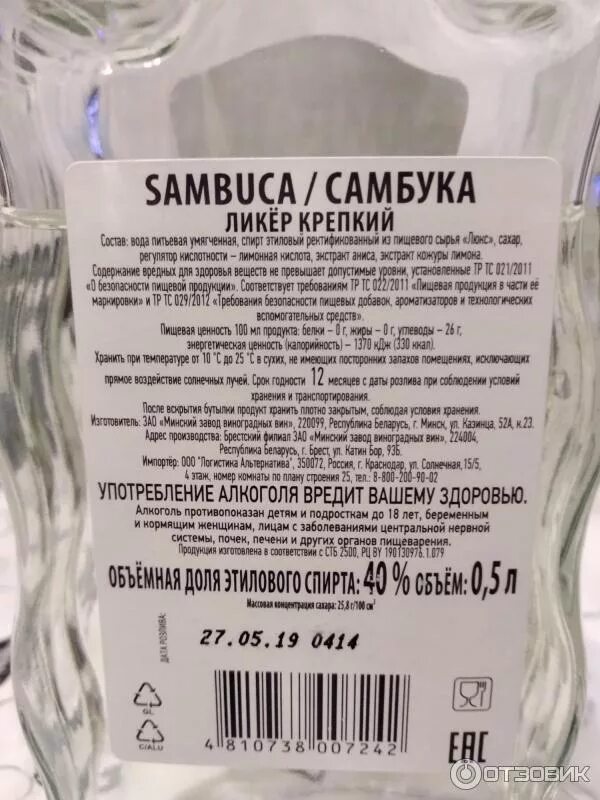 SAMBUCA / САМБУКА
ЛИКЁР КРЕПКИЙ
Состав: вода питьевая умягченная, спирт этиловый ректификованный из пищевого сырья «Люкс», сахар,
регулятор кислотности – лимонная кислота, экстракт аниса, экстракт кожуры лимона.
Содержание вредных для здоровья веществ не превышает допустимые уровни, установленные ТР ТС 021/2011
"О безопасности пищевой продукции". Соответствует требованиям ТР ТС 022/2011 «Пищевая продукция в части её
маркировки» и ТР ТС 029/2012 «Требования безопасности пищевых добавок, ароматизаторов и технологических
вспомогательных средств».
Пищевая ценность 100 мл продукта: белки – 0 г, жиры – 0 г, углеводы – 26 г,
энергетическая ценность (калорийность) – 1370 кДж (330 ккал).
Хранить при температуре от 10 °С до 25 °С в сухих, не имеющих посторонних запахов помещениях, исключающих
прямое воздействие солнечных лучей. Срок годности 12 месяцев с даты розлива при соблюдении условий
хранения и транспортирования.
После вскрытия бутылки продукт хранить плотно закрытым, соблюдая условия хранения.
Изготовитель: ЗАО «Минский завод виноградных вин», 220099, Республика Беларусь, г. Минск, ул. Казинца, 52А, к.23.
Адрес производства: Брестский филиал ЗАО «Минский завод виноградных вин», 224004,
Республика Беларусь, г. Брест, ул. Катин Бор, 93Б.
Импортёр: ООО "Логистика Альтернатива", 350072, Россия, г. Краснодар, ул. Солнечная, 15/5,
4 этаж, номер комнаты по плану строения 25, тел.: 8-800-200-90-02
УПОТРЕБЛЕНИЕ АЛКОГОЛЯ ВРЕДИТ ВАШЕМУ ЗДОРОВЬЮ.
Алкоголь противопоказан детям и подросткам до 18 лет, беременным
и кормящим женщинам, лицам с заболеваниями центральной нервной
системы, почек, печени и других органов пищеварения.
Продукция изготовлена в соответствии с СТБ 2500, РЦ BY 190130976.1.079
ОБЪЁМНАЯ ДОЛЯ ЭТИЛОВОГО СПИРТА: 40 % ОБЪЁМ: 0,5 л
Массовая концентрация сахара: 25,8 г/100 см³
ДАТА РОЗЛИВА:
27.05.19 0414
GL
C/ALU
4 810738 007242
EAC
ОТЗОВИК